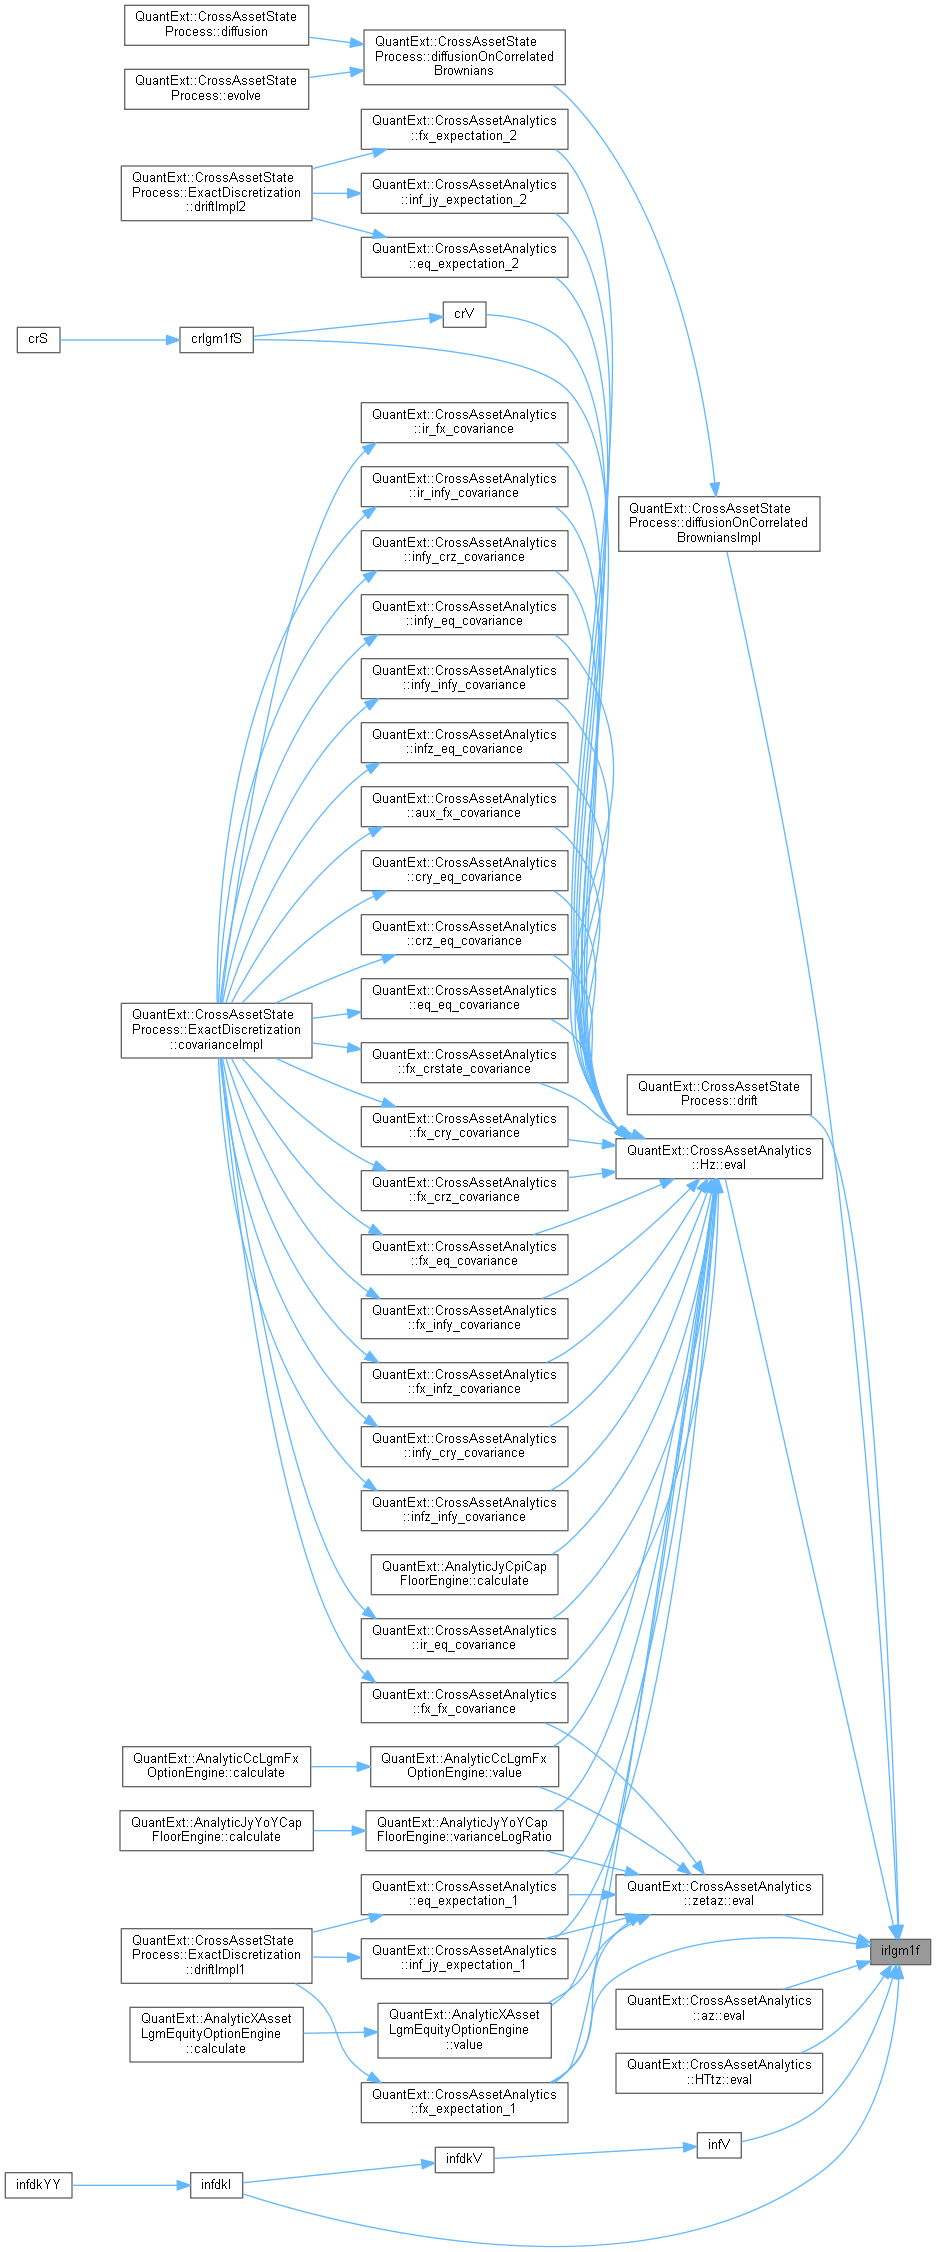 QuantExt::CrossAssetState
Process::diffusion
QuantExt::CrossAssetState
Process::diffusionOnCorrelated
Brownians
QuantExt::CrossAssetState
Process::evolve
QuantExt::CrossAssetAnalytics
::fx_expectation_2
QuantExt::CrossAssetState
Process::ExactDiscretization
::driftImpl2
QuantExt::CrossAssetAnalytics
::inf_jy_expectation_2
QuantExt::CrossAssetAnalytics
::eq_expectation_2
crV
crS
crlgm1fS
QuantExt::CrossAssetAnalytics
::ir_fx_covariance
QuantExt::CrossAssetAnalytics
::ir_infy_covariance
QuantExt::CrossAssetState
Process::diffusionOnCorrelated
BrowniansImpl
QuantExt::CrossAssetAnalytics
::infy_crz_covariance
QuantExt::CrossAssetAnalytics
::infy_eq_covariance
QuantExt::CrossAssetAnalytics
::infy_infy_covariance
QuantExt::CrossAssetAnalytics
::infz_eq_covariance
QuantExt::CrossAssetAnalytics
::aux_fx_covariance
QuantExt::CrossAssetAnalytics
::cry_eq_covariance
QuantExt::CrossAssetAnalytics
::crz_eq_covariance
QuantExt::CrossAssetAnalytics
::eq_eq_covariance
QuantExt::CrossAssetState
Process::ExactDiscretization
::covarianceImpl
QuantExt::CrossAssetAnalytics
::fx_crstate_covariance
QuantExt::CrossAssetState
Process::drift
QuantExt::CrossAssetAnalytics
::fx_cry_covariance
QuantExt::CrossAssetAnalytics
::Hz::eval
QuantExt::CrossAssetAnalytics
::fx_crz_covariance
QuantExt::CrossAssetAnalytics
::fx_eq_covariance
QuantExt::CrossAssetAnalytics
::fx_infy_covariance
QuantExt::CrossAssetAnalytics
::fx_infz_covariance
QuantExt::CrossAssetAnalytics
::infy_cry_covariance
QuantExt::CrossAssetAnalytics
::infz_infy_covariance
QuantExt::AnalyticJyCpiCap
FloorEngine::calculate
QuantExt::CrossAssetAnalytics
::ir_eq_covariance
QuantExt::CrossAssetAnalytics
::fx_fx_covariance
QuantExt::AnalyticCcLgmFx
OptionEngine::calculate
QuantExt::AnalyticCcLgmFx
OptionEngine::value
QuantExt::AnalyticJyYoYCap
FloorEngine::calculate
QuantExt::AnalyticJyYoYCap
FloorEngine::varianceLogRatio
QuantExt::CrossAssetAnalytics
::eq_expectation_1
QuantExt::CrossAssetAnalytics
::zetaz::eval
QuantExt::CrossAssetState
Process::ExactDiscretization
::driftImpl1
QuantExt::CrossAssetAnalytics
::inf_jy_expectation_1
irlgm1f
QuantExt::AnalyticXAsset
LgmEquityOptionEngine
::calculate
QuantExt::AnalyticXAsset
LgmEquityOptionEngine
::value
QuantExt::CrossAssetAnalytics
::az::eval
QuantExt::CrossAssetAnalytics
::HTtz::eval
QuantExt::CrossAssetAnalytics
::fx_expectation_1
infV
infdkV
infdkYY
infdkI